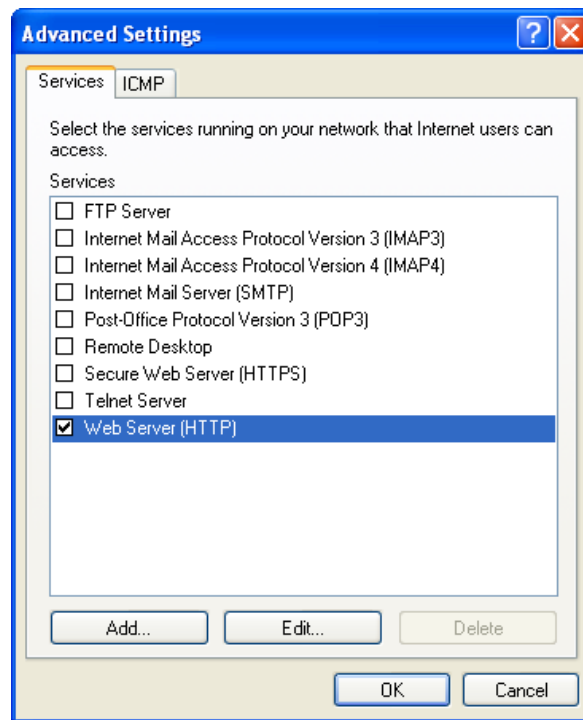 Advanced Settings
Services
ICMP
Select the services running on your network that Internet users can
access.
Services
FTP Server
Internet Mail Access Protocol Version 3 (IMAP3)
Internet Mail Access Protocol Version 4 (IMAP4)
Internet Mail Server (SMTP)
Post-Office Protocol Version 3 (POP3)
Remote Desktop
Secure Web Server (HTTPS)
Telnet Server
Web Server (HTTP)
Add...
Edit...
Delete
OK
Cancel